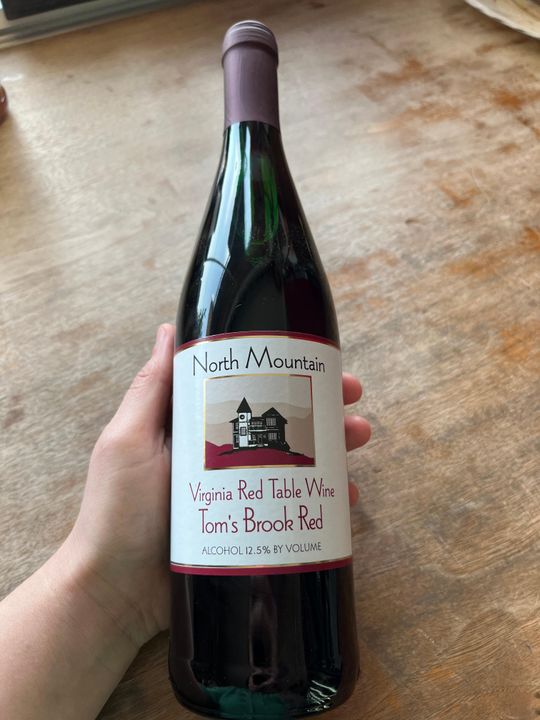 North Mountain
Virginia Red Table Wine
Tom's Brook Red
ALCOHOL 12.5% BY VOLUME